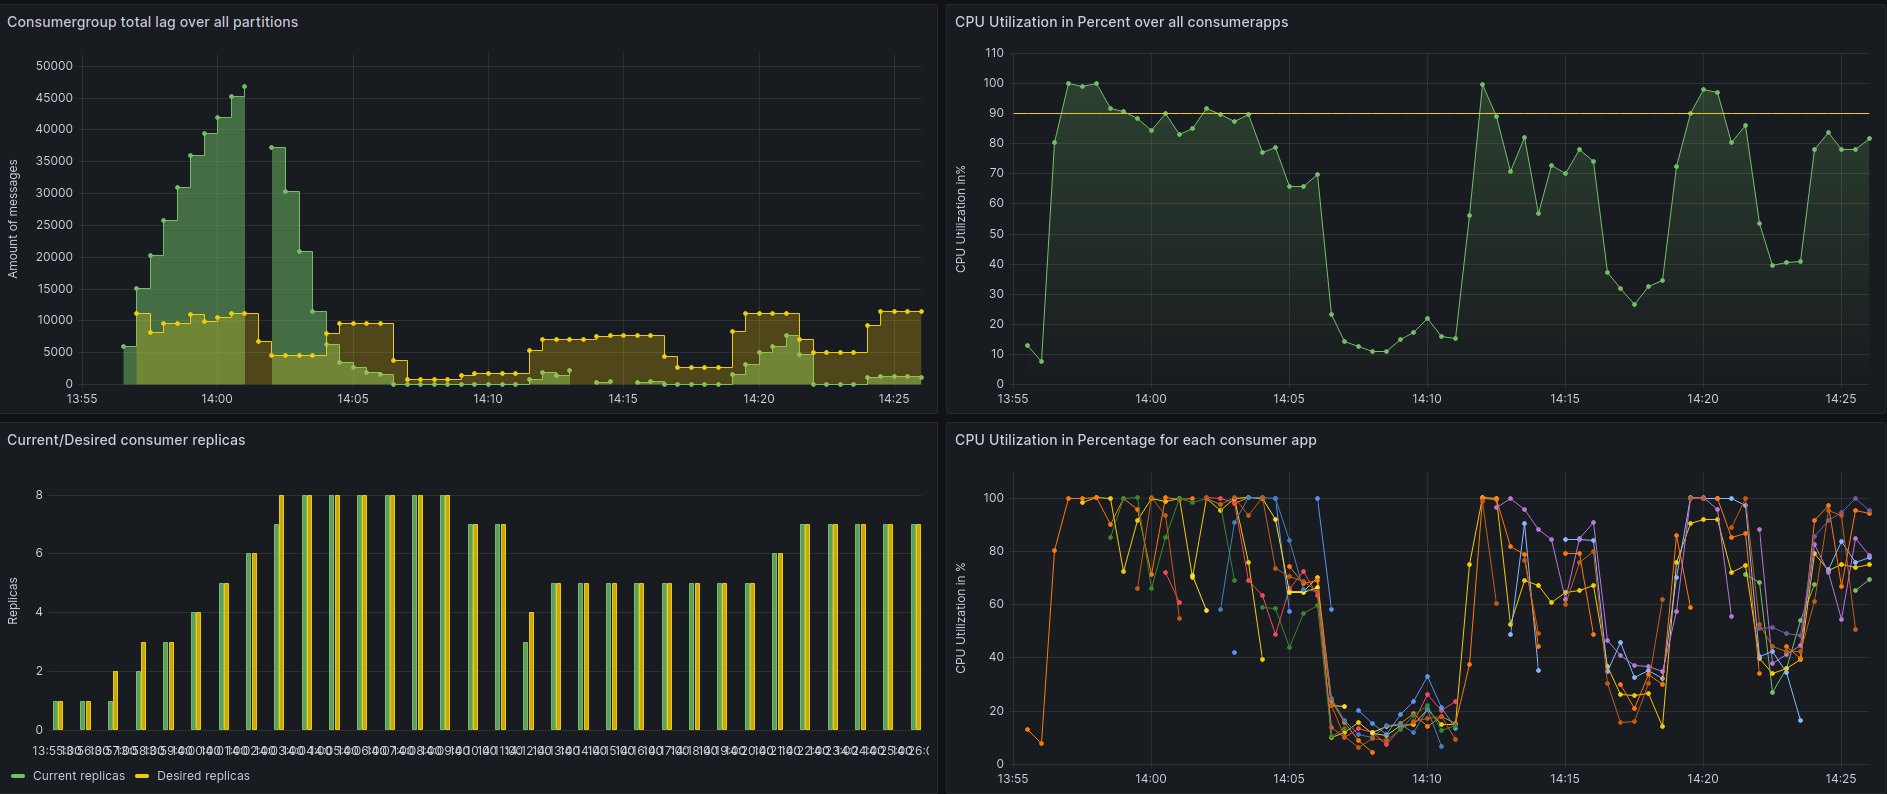 Consumergroup total lag over all partitions
Amount of messages
50000
45000
40000
35000
30000
25000
20000
15000
10000
5000
0
13:55 14:00 14:05 14:10 14:15 14:20 14:25
CPU Utilization in Percent over all consumerapps
CPU Utilization in%
110
100
90
80
70
60
50
40
30
20
10
0
13:55 14:00 14:05 14:10 14:15 14:20 14:25
Current/Desired consumer replicas
Replicas
8
6
4
2
0
Current replicas Desired replicas
CPU Utilization in Percentage for each consumer app
CPU Utilization in %
100
80
60
40
20
0
13:55 14:00 14:05 14:10 14:15 14:20 14:25